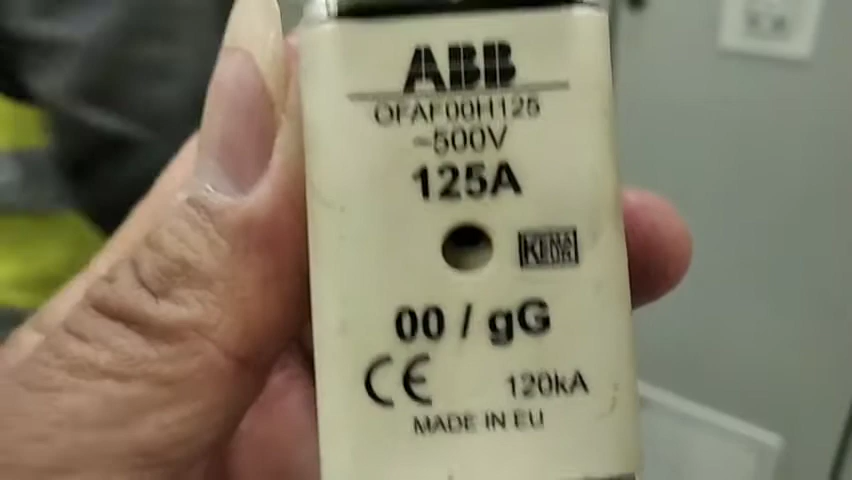 ABB
OFAF00H125
~500V
125A
KEMA
KEUR
00 / gG
CE 120kA
MADE IN EU